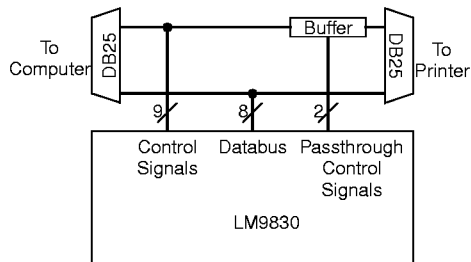 To
Computer
DB25
Buffer
DB25
To
Printer
9
8
2
Control
Signals
Databus
Passthrough
Control
Signals
LM9830